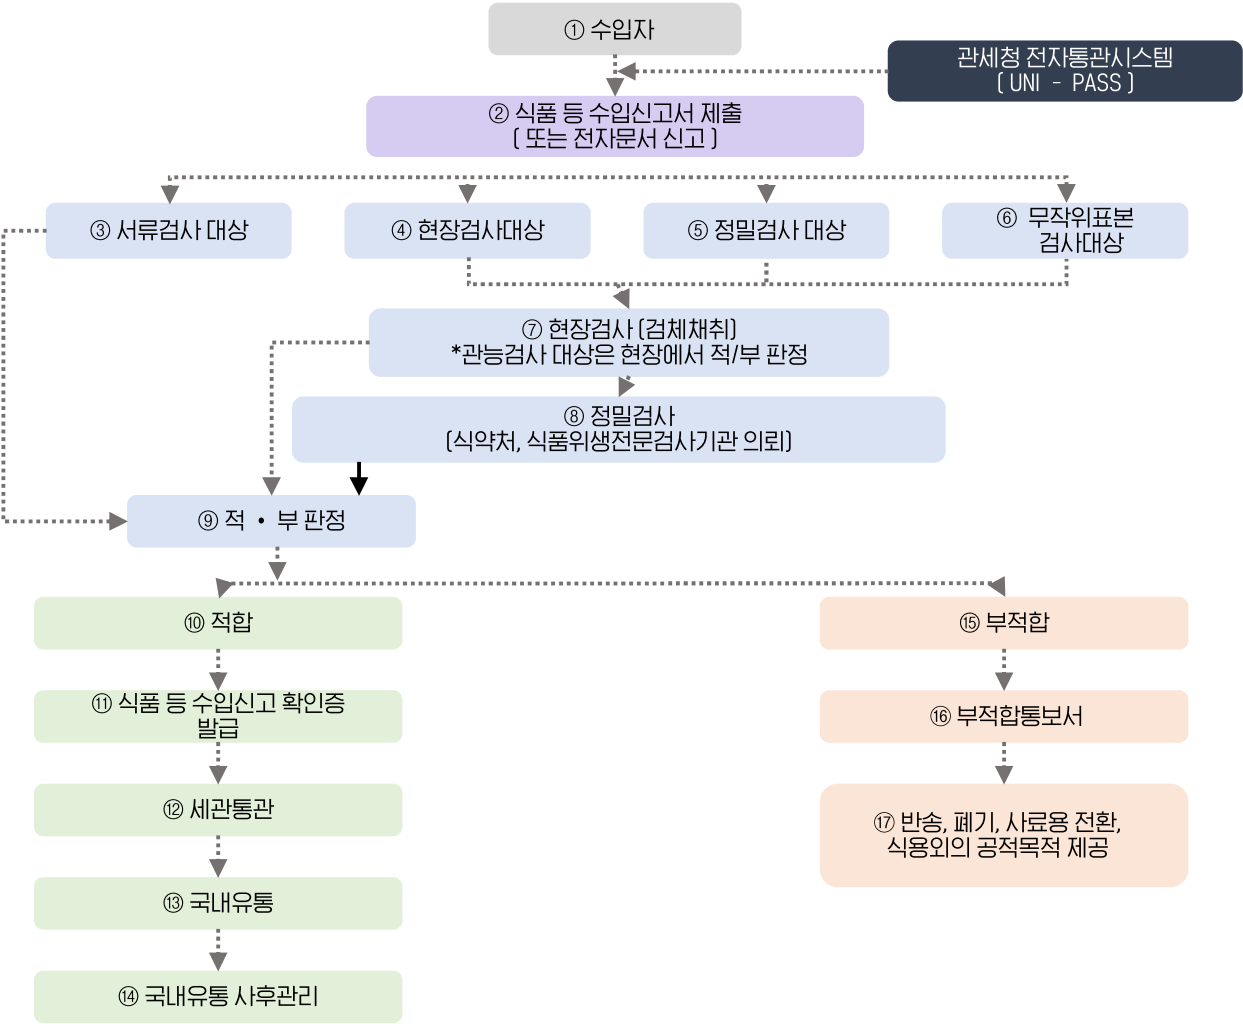 ① 수입자
관세청 전자통관시스템
( UNI - PASS )
② 식품 등 수입신고서 제출
( 또는 전자문서 신고 )
③ 서류검사 대상
④ 현장검사대상
⑤ 정밀검사 대상
⑥ 무작위표본
검사대상
⑦ 현장검사 (검체채취)
*관능검사 대상은 현장에서 적/부 판정
⑧ 정밀검사
(식약처, 식품위생전문검사기관 의뢰)
⑨ 적 • 부 판정
⑩ 적합
⑮ 부적합
⑪ 식품 등 수입신고 확인증
발급
⑯ 부적합통보서
⑫ 세관통관
⑰ 반송, 폐기, 사료용 전환,
식용외의 공적목적 제공
⑬ 국내유통
⑭ 국내유통 사후관리